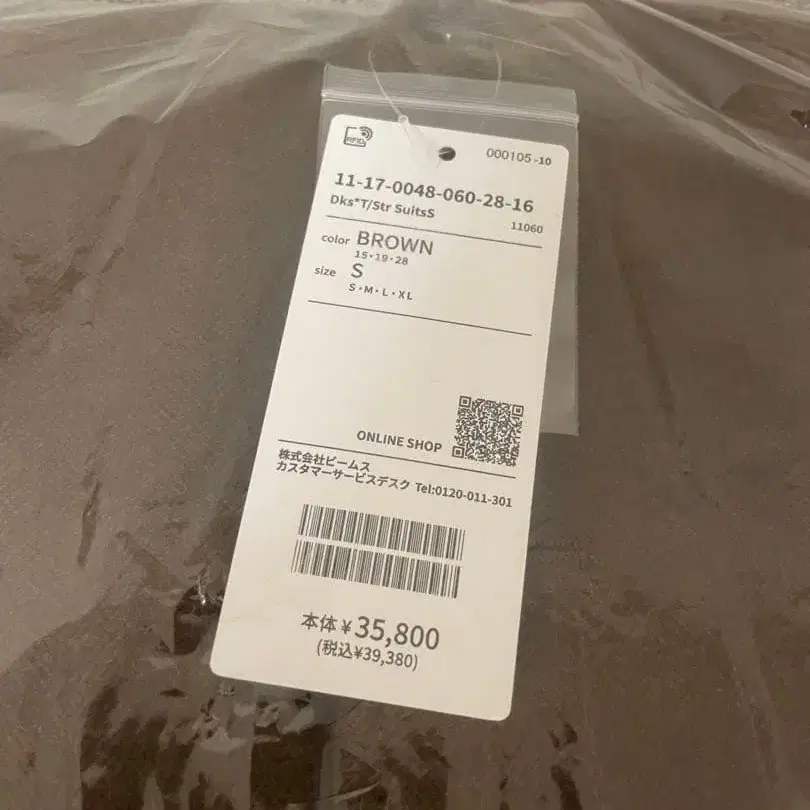 RFID
000105-10
11-17-0048-060-28-16
Dks*T/Str SuitsS
11060
color BROWN
15・19・28
size S
S・M・L・XL
ONLINE SHOP
株式会社ビームス
カスタマーサービスデスク Tel:0120-011-301
本体¥35,800
(税込¥39,380)